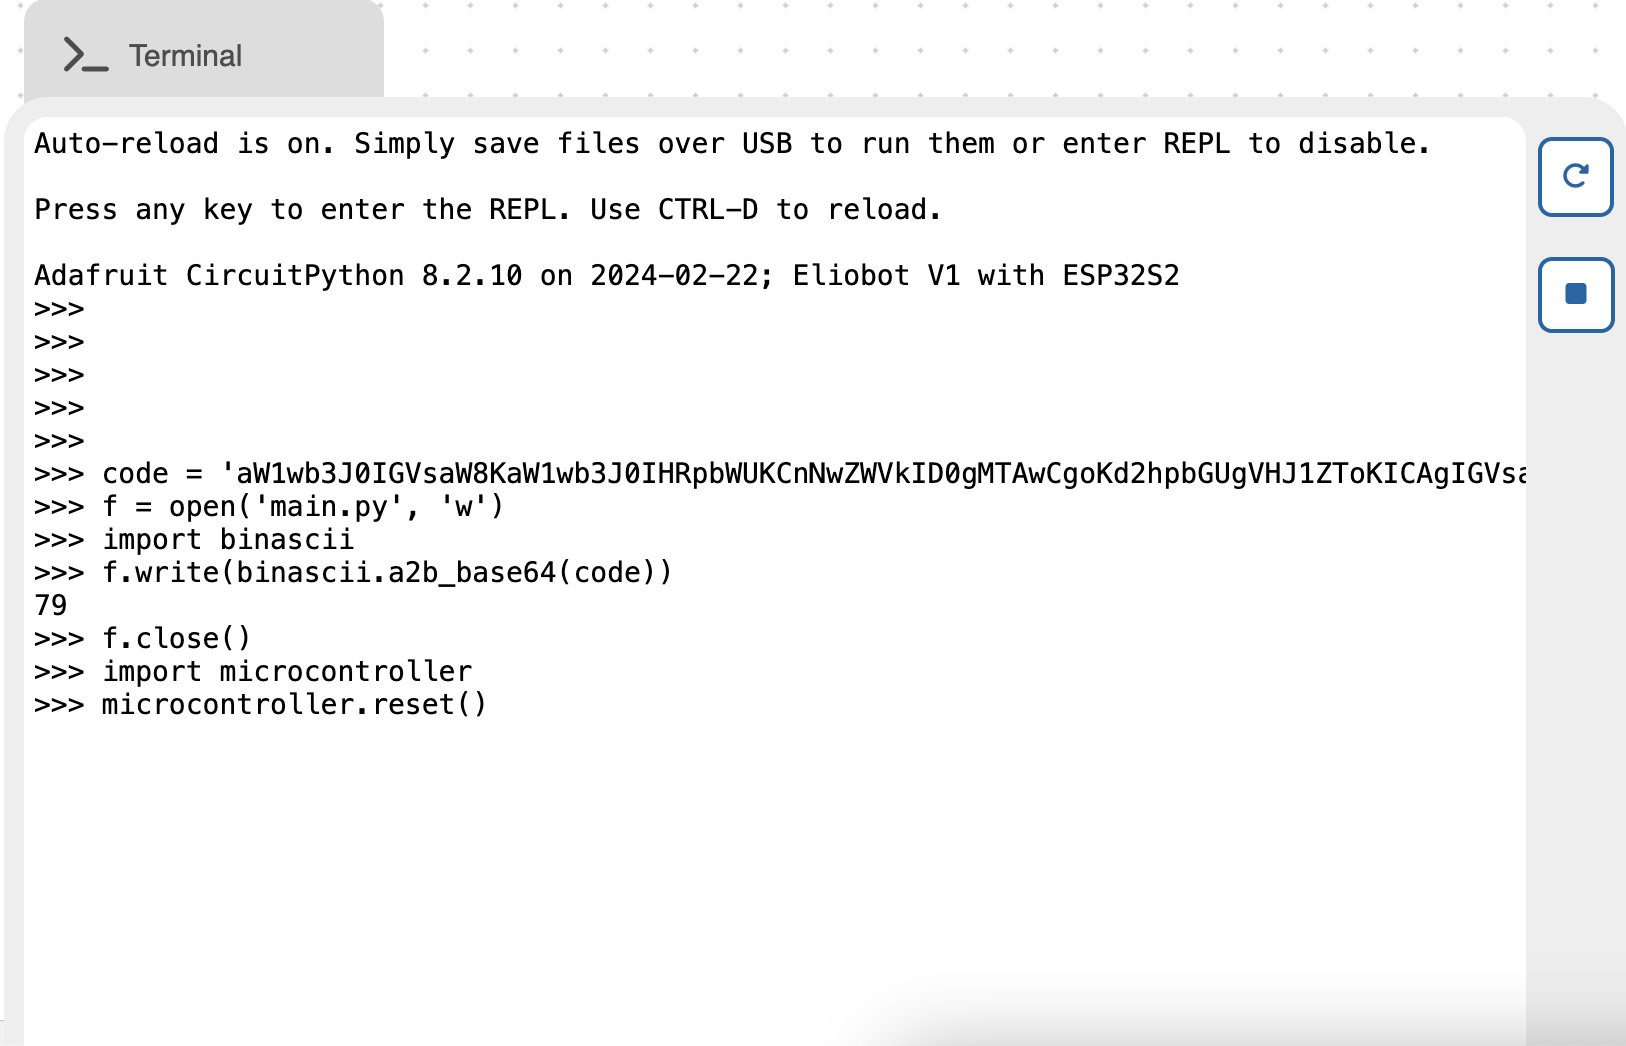 Terminal
Auto-reload is on. Simply save files over USB to run them or enter REPL to disable.
Press any key to enter the REPL. Use CTRL-D to reload.
Adafruit CircuitPython 8.2.10 on 2024-02-22; Eliobot V1 with ESP32S2
>>>
>>>
>>>
>>>
>>>
>>> code = 'aW1wb3J0IGVsaW8KaW1wb3J0IHRpbWUKCnNwZWVkID0gMTAwCgoKd2hpbGUgVHJ1ZToKICAgIGVsa
>>> f = open('main.py', 'w')
>>> import binascii
>>> f.write(binascii.a2b_base64(code))
79
>>> f.close()
>>> import microcontroller
>>> microcontroller.reset()